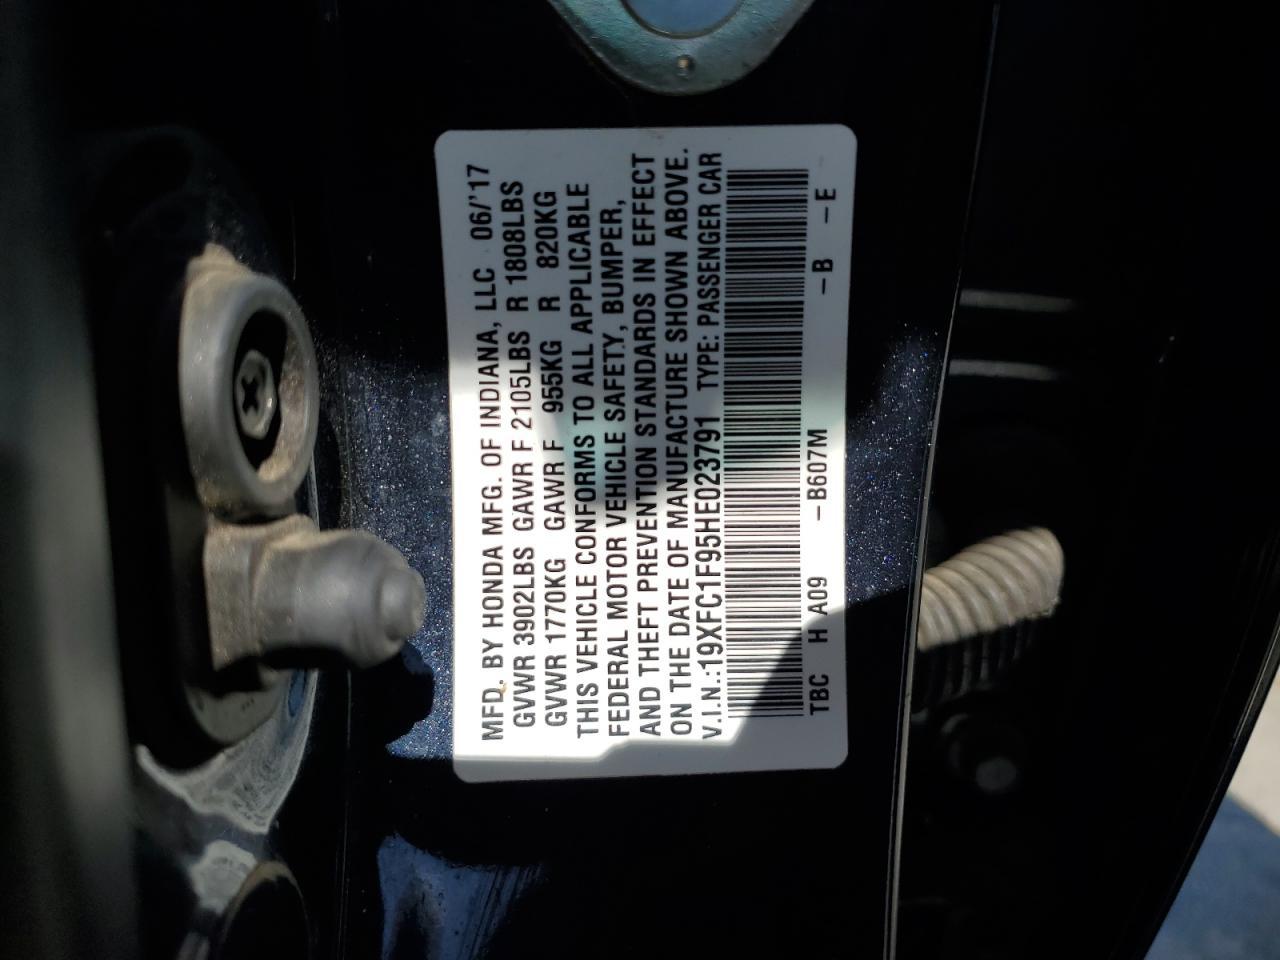 MFD. BY HONDA MFG. OF INDIANA, LLC 06/'17
GVWR 3902LBS GAWR F 2105LBS R 1808LBS
GVWR 1770KG GAWR F 955KG R 820KG
THIS VEHICLE CONFORMS TO ALL APPLICABLE
FEDERAL MOTOR VEHICLE SAFETY, BUMPER,
AND THEFT PREVENTION STANDARDS IN EFFECT
ON THE DATE OF MANUFACTURE SHOWN ABOVE.
V.I.N.:19XFC1F95HE023791 TYPE: PASSENGER CAR
TBC H A09 -B607M -B -E